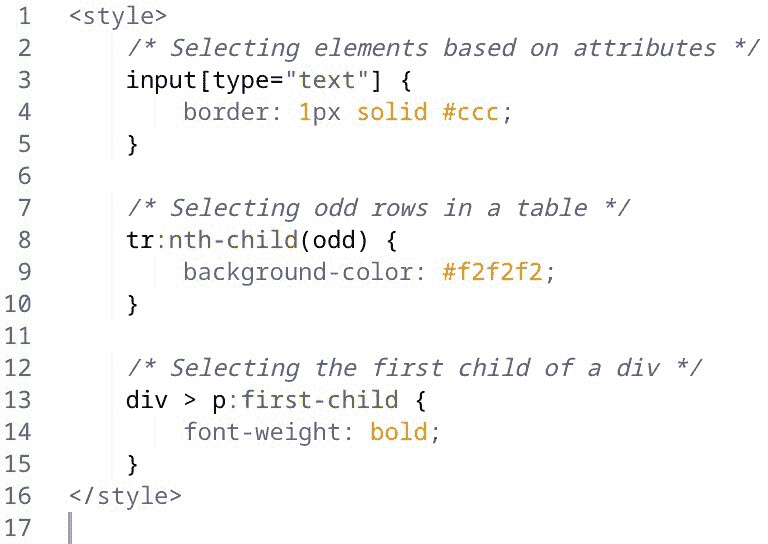 1 <style>
2 /* Selecting elements based on attributes */
3 input[type="text"] {
4 border: 1px solid #ccc;
5 }
6
7 /* Selecting odd rows in a table */
8 tr:nth-child(odd) {
9 background-color: #f2f2f2;
10 }
11
12 /* Selecting the first child of a div */
13 div > p:first-child {
14 font-weight: bold;
15 }
16 </style>
17